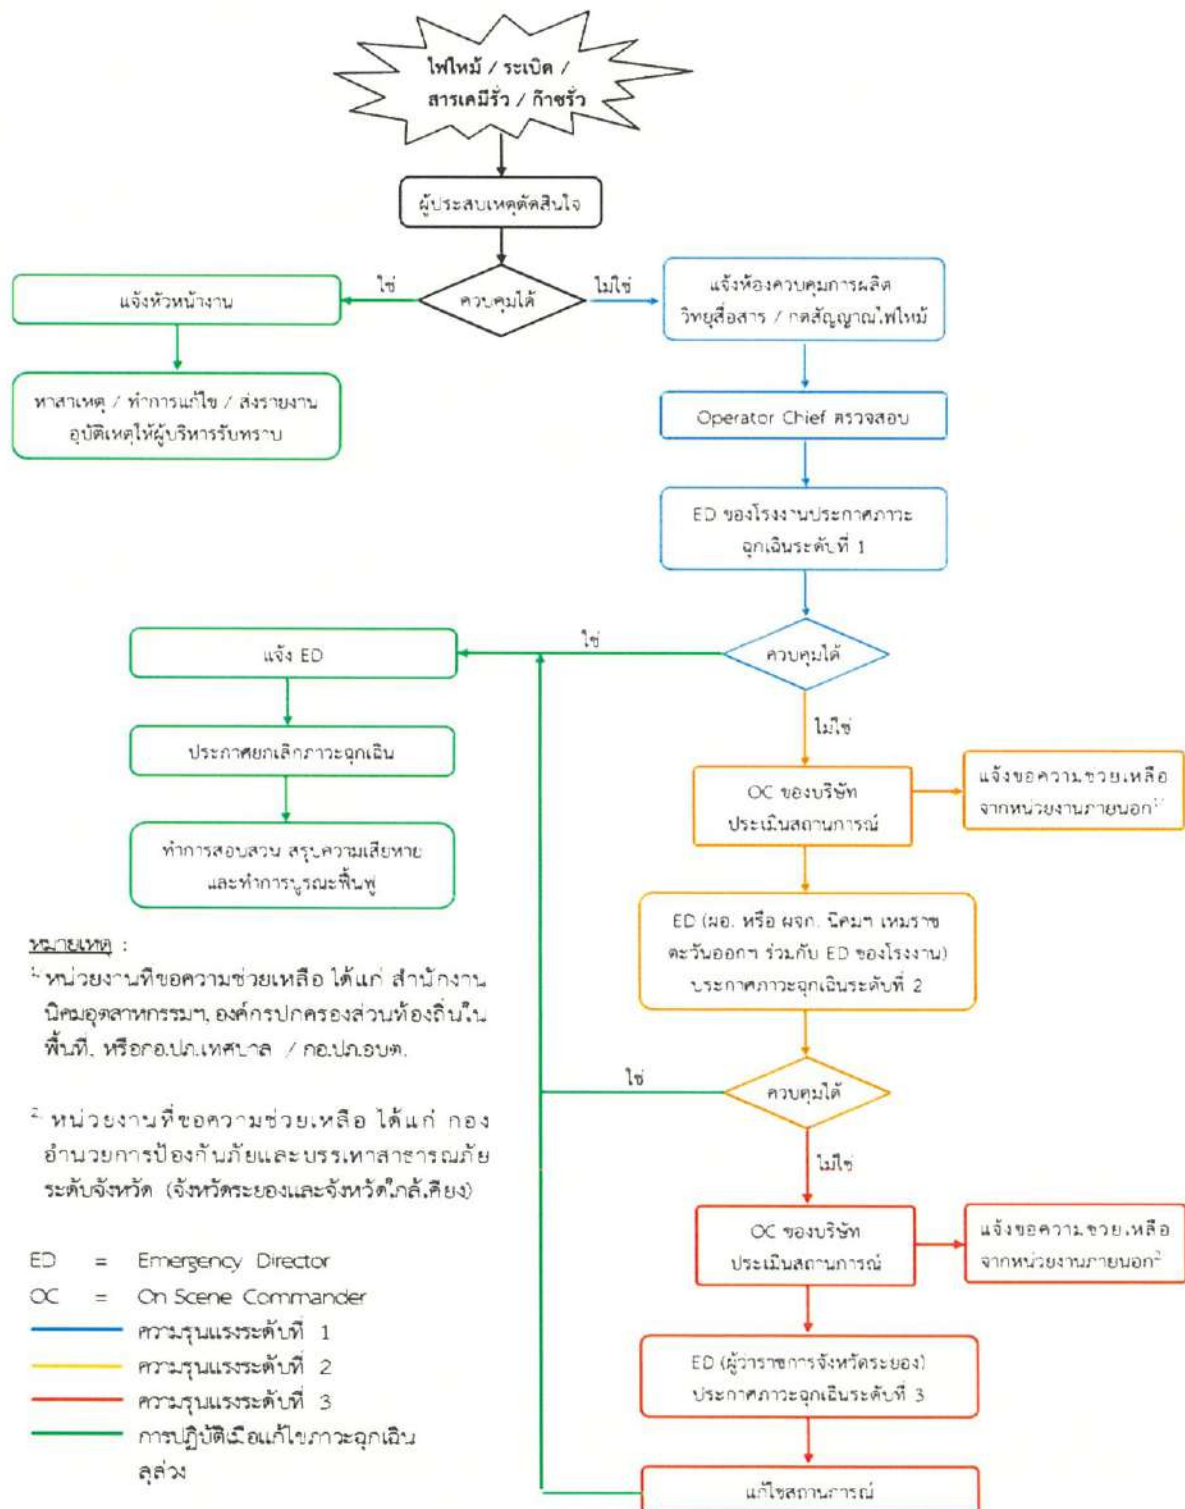 ไฟไหม้ / ระเบิด /
สารเคมีรั่ว / ก๊าซรั่ว
ผู้ประสบเหตุตัดสินใจ
ควบคุมได้
ใช่
ไม่ใช่
แจ้งหัวหน้างาน
หาสาเหตุ / ทำการแก้ไข / ส่งรายงาน
อุบัติเหตุให้ผู้บริหารรับทราบ
แจ้งห้องควบคุมการผลิต
วิทยุสื่อสาร / กดสัญญาณไฟไหม้
Operator Chief ตรวจสอบ
ED ของโรงงานประกาศภาวะ
ฉุกเฉินระดับที่ 1
ควบคุมได้
ใช่
ไม่ใช่
แจ้ง ED
ประกาศยกเลิกภาวะฉุกเฉิน
ทำการสอบสวน สรุปความเสียหาย
และทำการบูรณะฟื้นฟู
OC ของบริษัท
ประเมินสถานการณ์
แจ้งขอความช่วยเหลือ
จากหน่วยงานภายนอก1/
ED (ผอ. หรือ ผจก. นิคมฯ เหมราช
ตะวันออกฯ ร่วมกับ ED ของโรงงาน)
ประกาศภาวะฉุกเฉินระดับที่ 2
ควบคุมได้
ใช่
ไม่ใช่
OC ของบริษัท
ประเมินสถานการณ์
แจ้งขอความช่วยเหลือ
จากหน่วยงานภายนอก2/
ED (ผู้ว่าราชการจังหวัดระยอง)
ประกาศภาวะฉุกเฉินระดับที่ 3
แก้ไขสถานการณ์
หมายเหตุ :
1/ หน่วยงานที่ขอความช่วยเหลือ ได้แก่ สำนักงาน
นิคมอุตสาหกรรมฯ, องค์กรปกครองส่วนท้องถิ่นใน
พื้นที่, หรือกอ.ปภ.เทศบาล / กอ.ปภ.อบต.
2/ หน่วยงานที่ขอความช่วยเหลือ ได้แก่ กอง
อำนวยการป้องกันภัยและบรรเทาสาธารณภัย
ระดับจังหวัด (จังหวัดระยองและจังหวัดใกล้เคียง)
ED = Emergency Director
OC = On Scene Commander
ความรุนแรงระดับที่ 1
ความรุนแรงระดับที่ 2
ความรุนแรงระดับที่ 3
การปฏิบัติเมื่อแก้ไขภาวะฉุกเฉิน
ลุล่วง